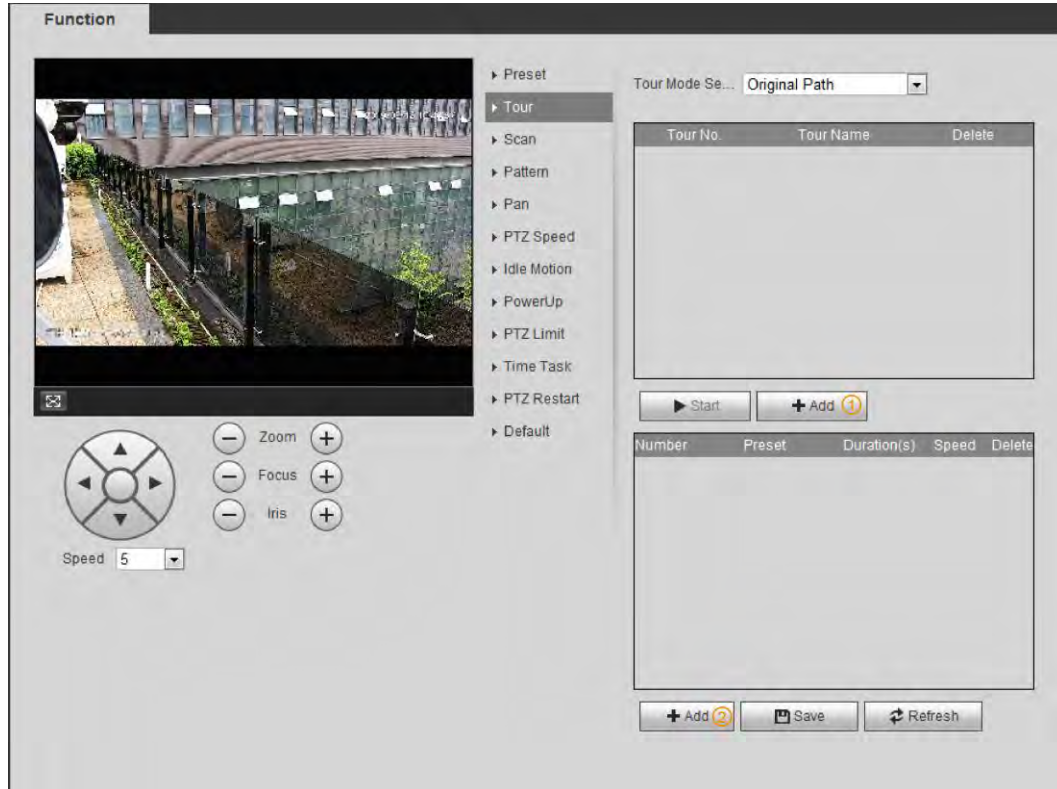 Function
Preset
Tour
Scan
Pattern
Pan
PTZ Speed
Idle Motion
PowerUp
PTZ Limit
Time Task
PTZ Restart
Default
Zoom
Focus
Iris
Speed 5
Tour Mode Se... Original Path
Tour No. Tour Name Delete
Start Add 1
Number Preset Duration(s) Speed Delete
Add 2 Save Refresh